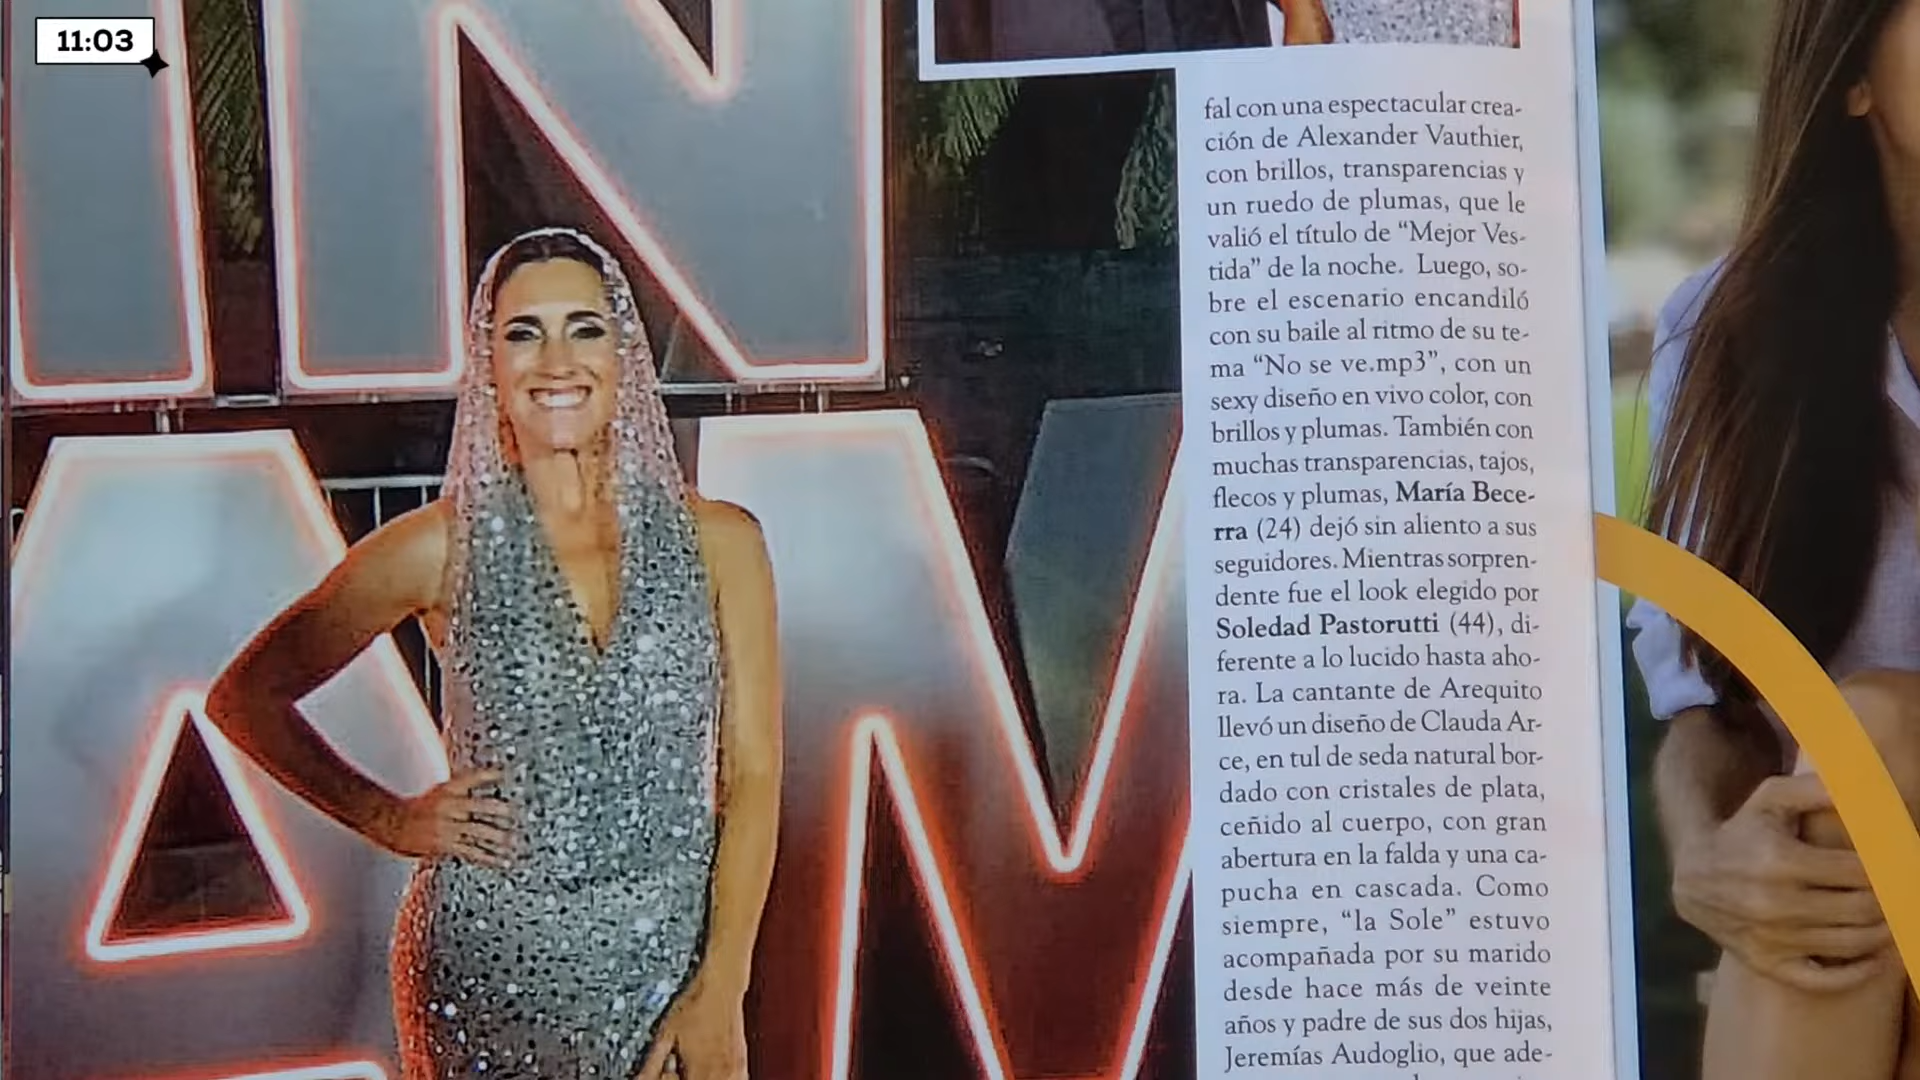 11:03
IN
AM
fal con una espectacular crea-
ción de Alexander Vauthier,
con brillos, transparencias y
un ruedo de plumas, que le
valió el título de “Mejor Ves-
tida” de la noche. Luego, so-
bre el escenario encandiló
con su baile al ritmo de su te-
ma “No se ve.mp3”, con un
sexy diseño en vivo color, con
brillos y plumas. También con
muchas transparencias, tajos,
flecos y plumas, María Bece-
rra (24) dejó sin aliento a sus
seguidores. Mientras sorpren-
dente fue el look elegido por
Soledad Pastorutti (44), di-
ferente a lo lucido hasta aho-
ra. La cantante de Arequito
llevó un diseño de Clauda Ar-
ce, en tul de seda natural bor-
dado con cristales de plata,
ceñido al cuerpo, con gran
abertura en la falda y una ca-
pucha en cascada. Como
siempre, “la Sole” estuvo
acompañada por su marido
desde hace más de veinte
años y padre de sus dos hijas,
Jeremías Audoglio, que ade-